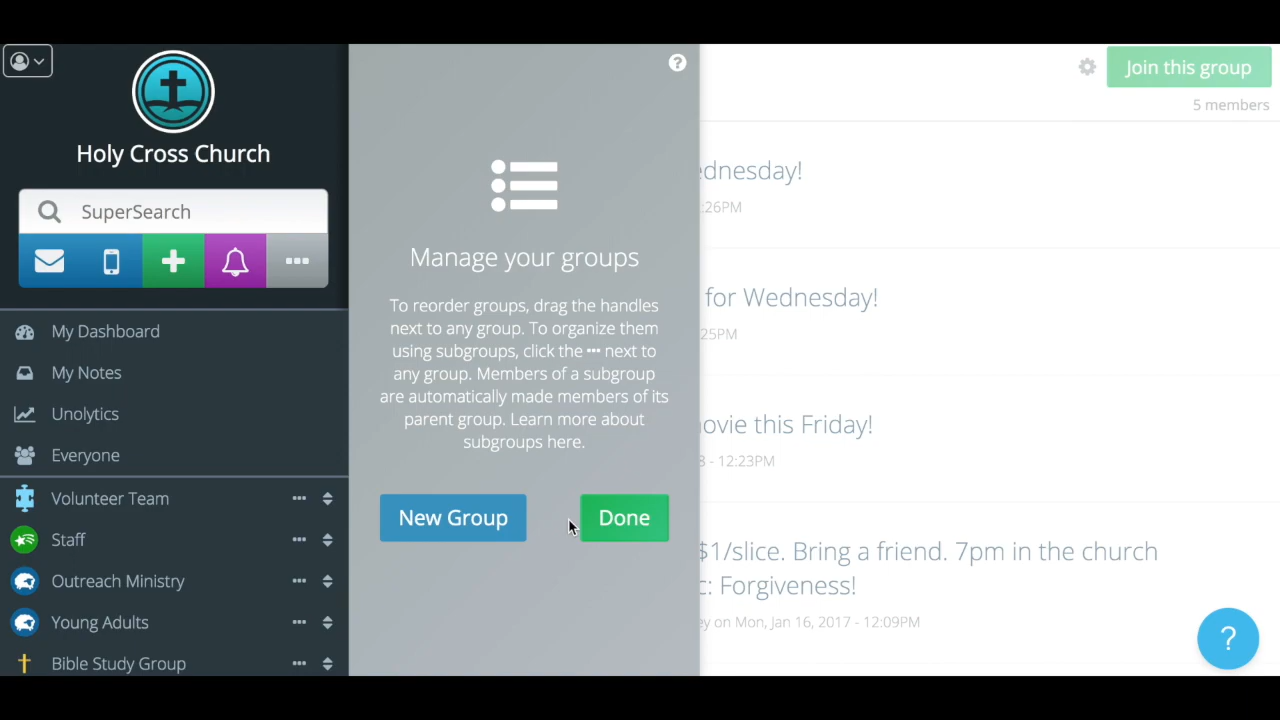 Holy Cross Church
SuperSearch
My Dashboard
My Notes
Unolytics
Everyone
Volunteer Team
Staff
Outreach Ministry
Young Adults
Bible Study Group
?
Manage your groups
To reorder groups, drag the handles
next to any group. To organize them
using subgroups, click the ••• next to
any group. Members of a subgroup
are automatically made members of its
parent group. Learn more about
subgroups here.
New Group
Done
Join this group
5 members
ednesday!
:26PM
for Wednesday!
25PM
ovie this Friday!
8 - 12:23PM
$1/slice. Bring a friend. 7pm in the church
c: Forgiveness!
ey on Mon, Jan 16, 2017 - 12:09PM
?